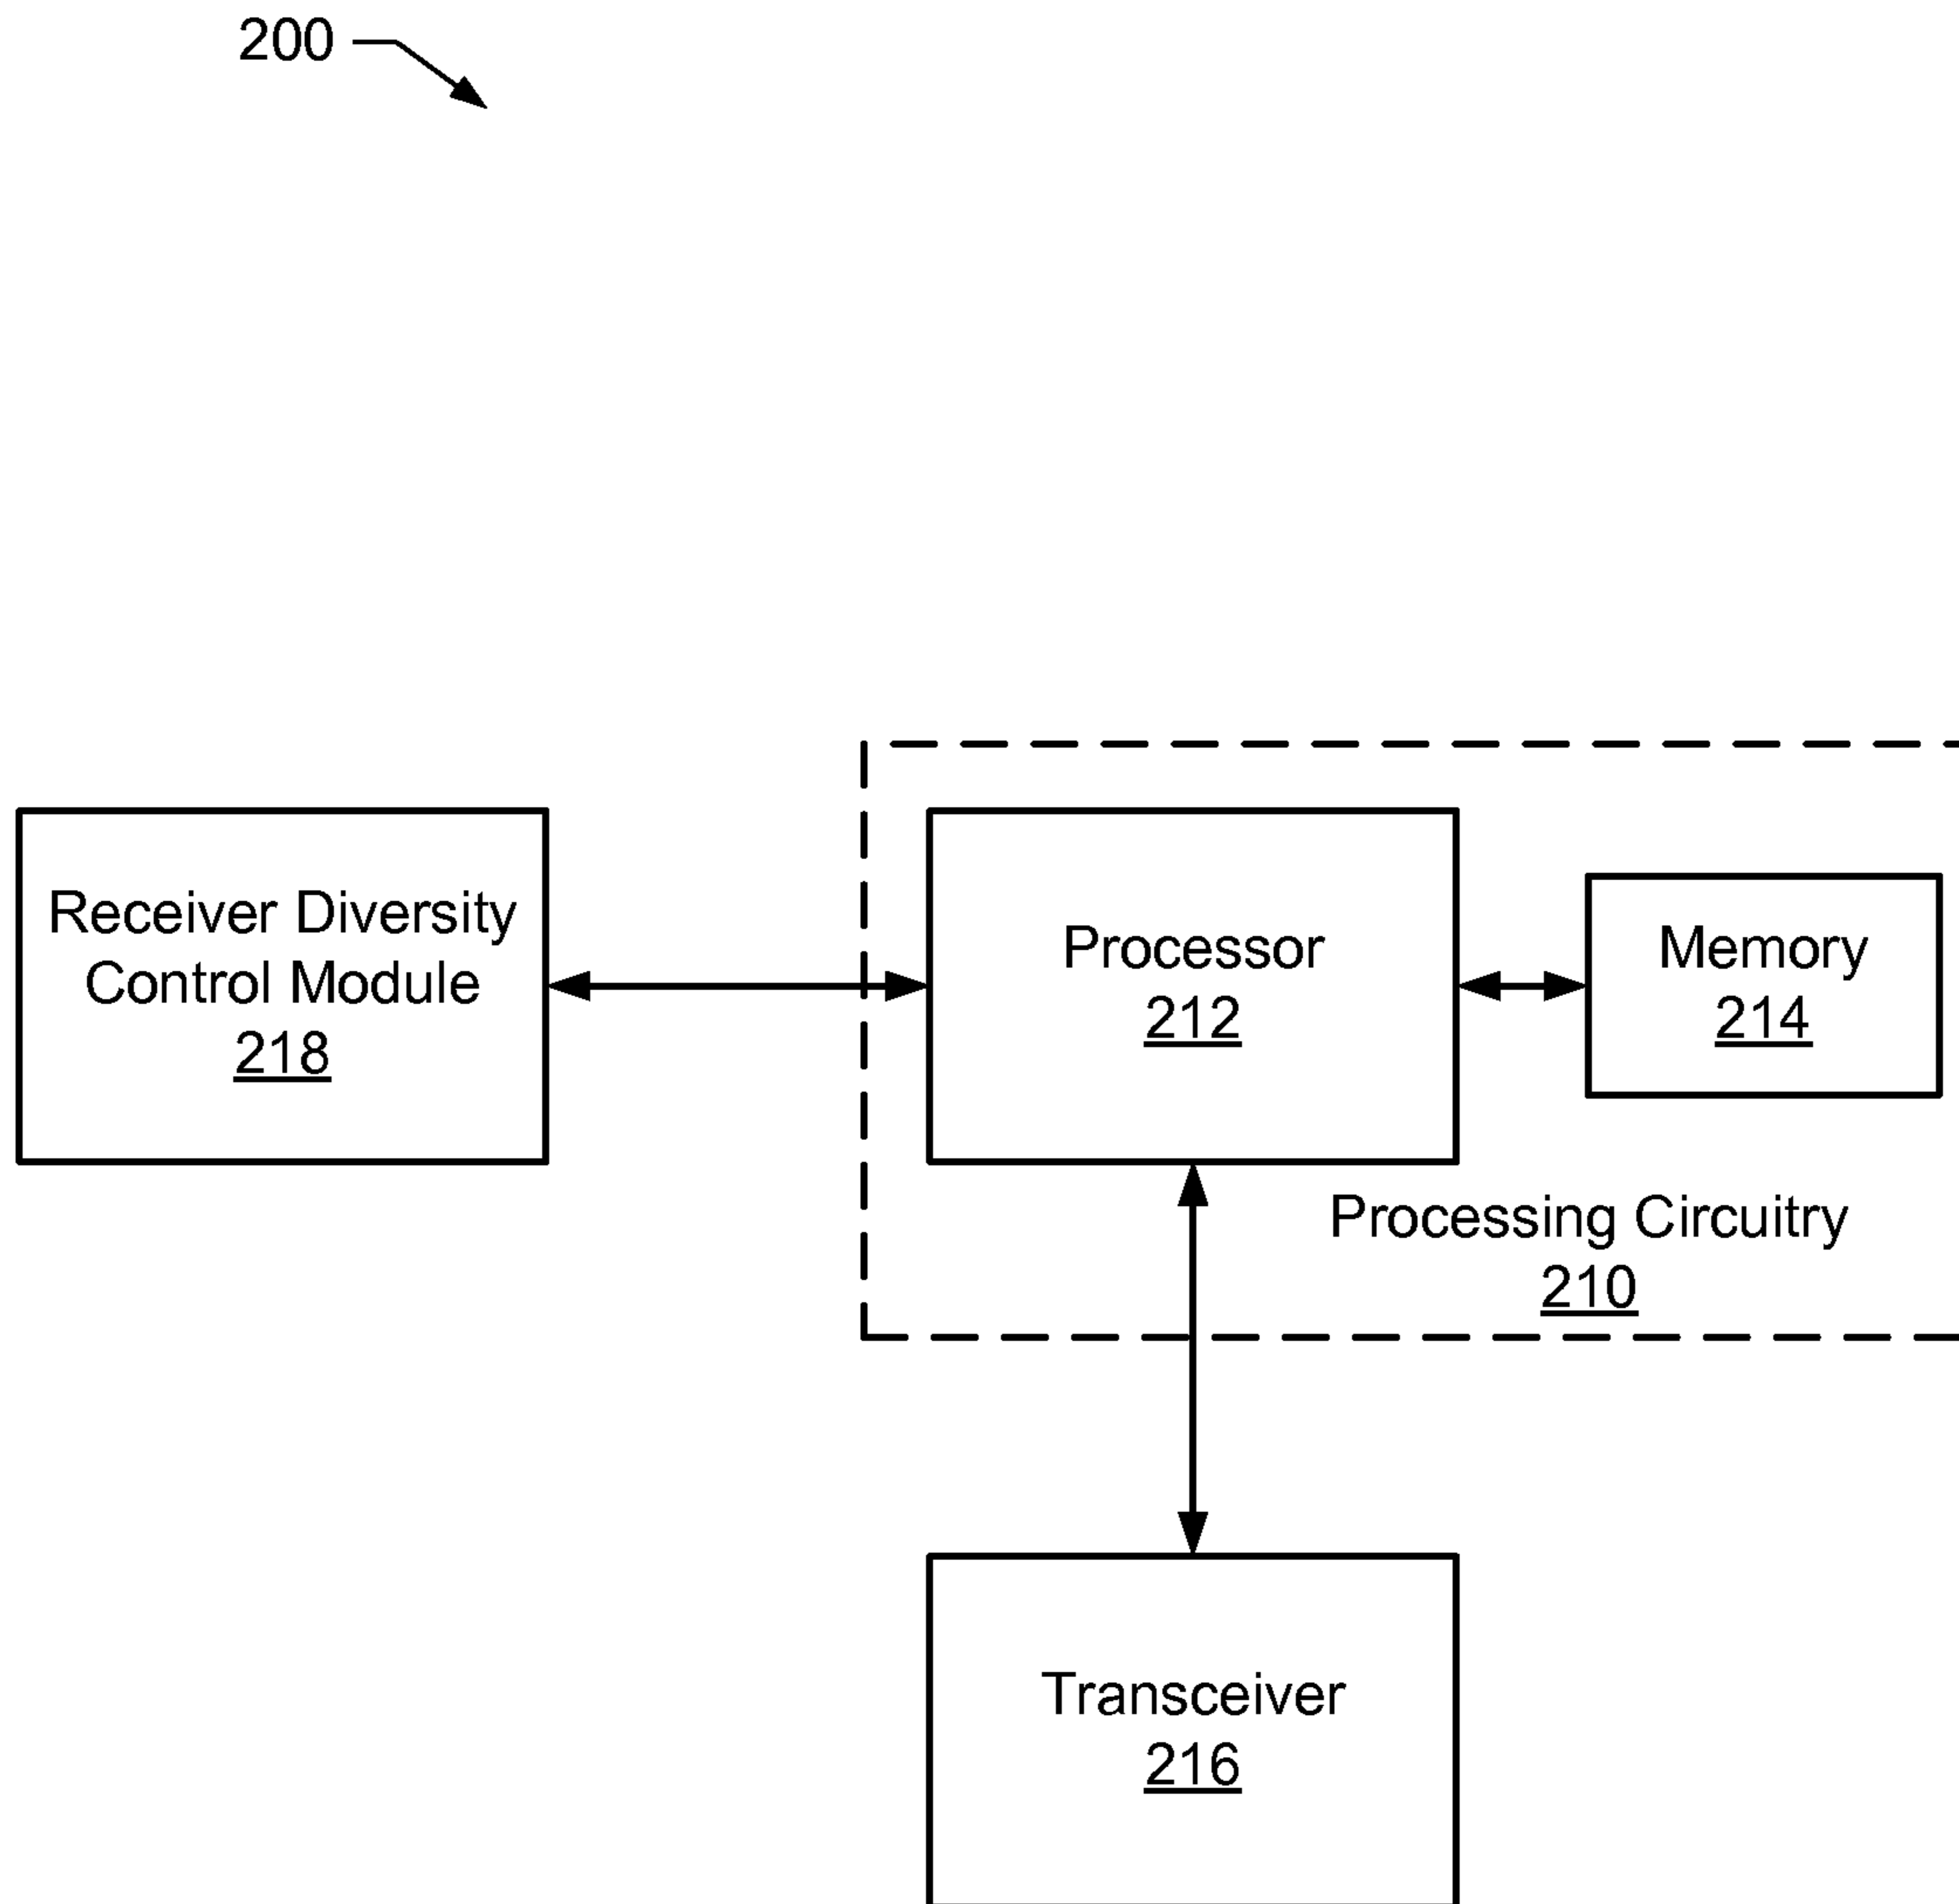 200
Receiver Diversity
Control Module
218
Processor
212
Memory
214
Processing Circuitry
210
Transceiver
216